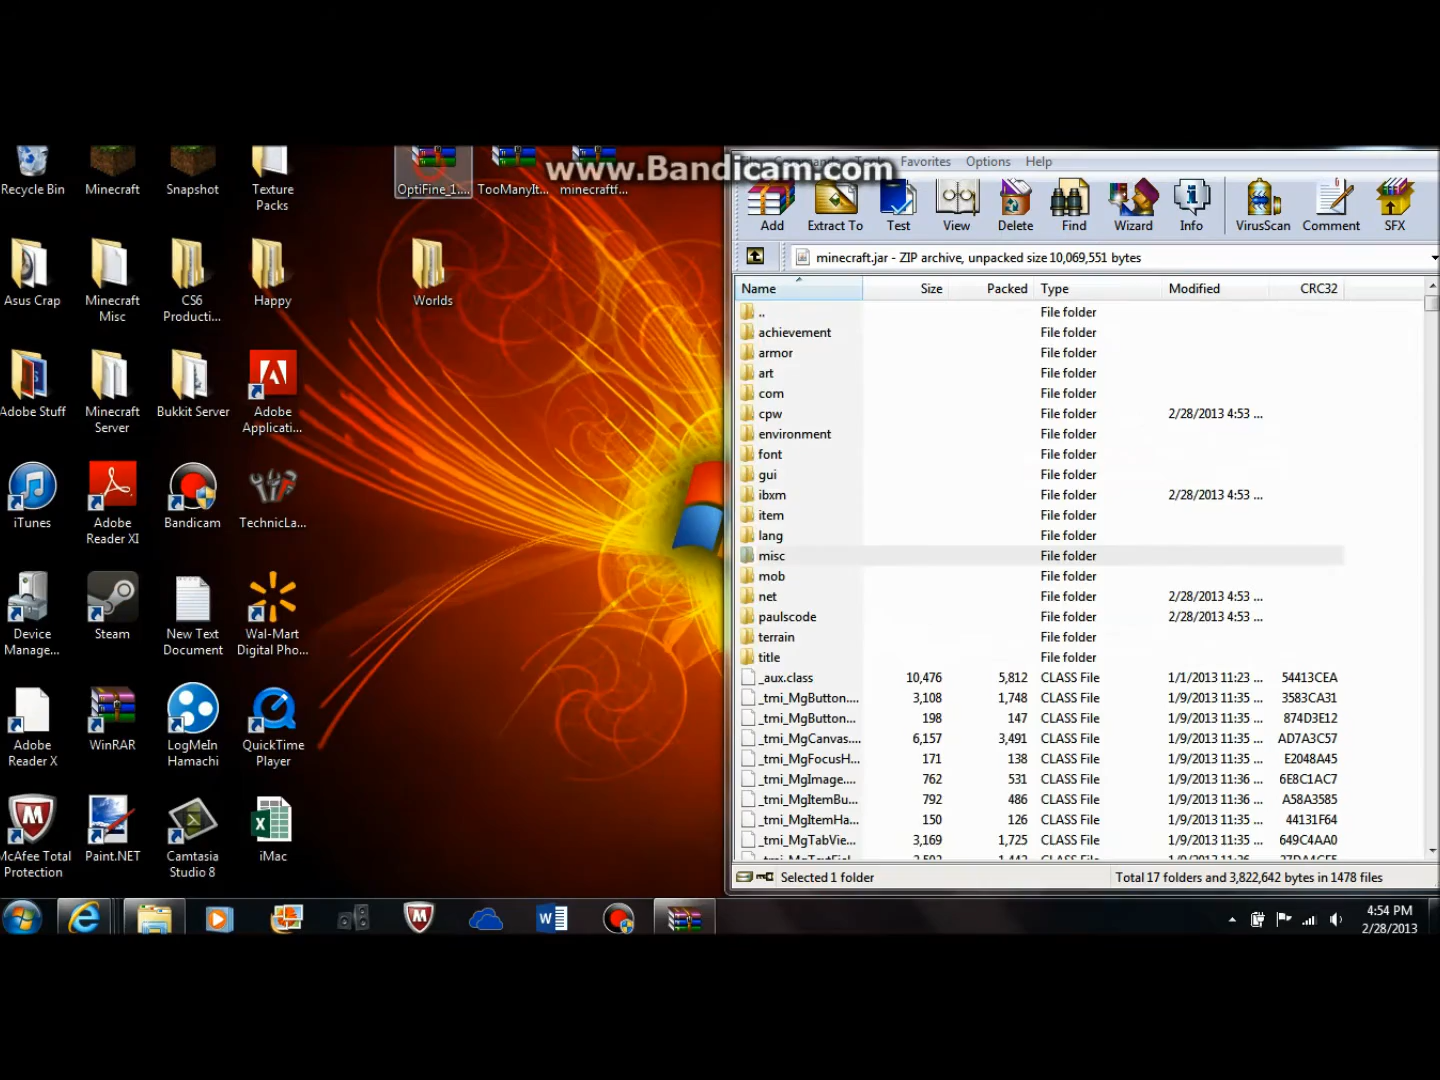 www.Bandicam.com
Recycle Bin
Minecraft
Snapshot
Texture
Packs
OptiFine_1....
TooManyIt...
minecraftf...
Asus Crap
Minecraft
Misc
CS6
Producti...
Happy
Worlds
Adobe Stuff
Minecraft
Server
Bukkit Server
Adobe
Applicati...
iTunes
Adobe
Reader XI
Bandicam
TechnicLa...
Device
Manage...
Steam
New Text
Document
Wal-Mart
Digital Pho...
Adobe
Reader X
WinRAR
LogMeIn
Hamachi
QuickTime
Player
McAfee Total
Protection
Paint.NET
Camtasia
Studio 8
iMac
Favorites Options Help
Add Extract To Test View Delete Find Wizard Info VirusScan Comment SFX
minecraft.jar - ZIP archive, unpacked size 10,069,551 bytes
Name Size Packed Type Modified CRC32
.. File folder
achievement File folder
armor File folder
art File folder
com File folder
cpw File folder 2/28/2013 4:53 ...
environment File folder
font File folder
gui File folder
ibxm File folder 2/28/2013 4:53 ...
item File folder
lang File folder
misc File folder
mob File folder
net File folder 2/28/2013 4:53 ...
paulscode File folder 2/28/2013 4:53 ...
terrain File folder
title File folder
_aux.class 10,476 5,812 CLASS File 1/1/2013 11:23 ... 54413CEA
_tmi_MgButton.... 3,108 1,748 CLASS File 1/9/2013 11:35 ... 3583CA31
_tmi_MgButton... 198 147 CLASS File 1/9/2013 11:35 ... 874D3E12
_tmi_MgCanvas.... 6,157 3,491 CLASS File 1/9/2013 11:35 ... AD7A3C57
_tmi_MgFocusH... 171 138 CLASS File 1/9/2013 11:35 ... E2048A45
_tmi_MgImage.... 762 531 CLASS File 1/9/2013 11:36 ... 6E8C1AC7
_tmi_MgItemBu... 792 486 CLASS File 1/9/2013 11:36 ... A58A3585
_tmi_MgItemHa... 150 126 CLASS File 1/9/2013 11:35 ... 44131F64
_tmi_MgTabVie... 3,169 1,725 CLASS File 1/9/2013 11:35 ... 649C4AA0
Selected 1 folder
Total 17 folders and 3,822,642 bytes in 1478 files
4:54 PM
2/28/2013